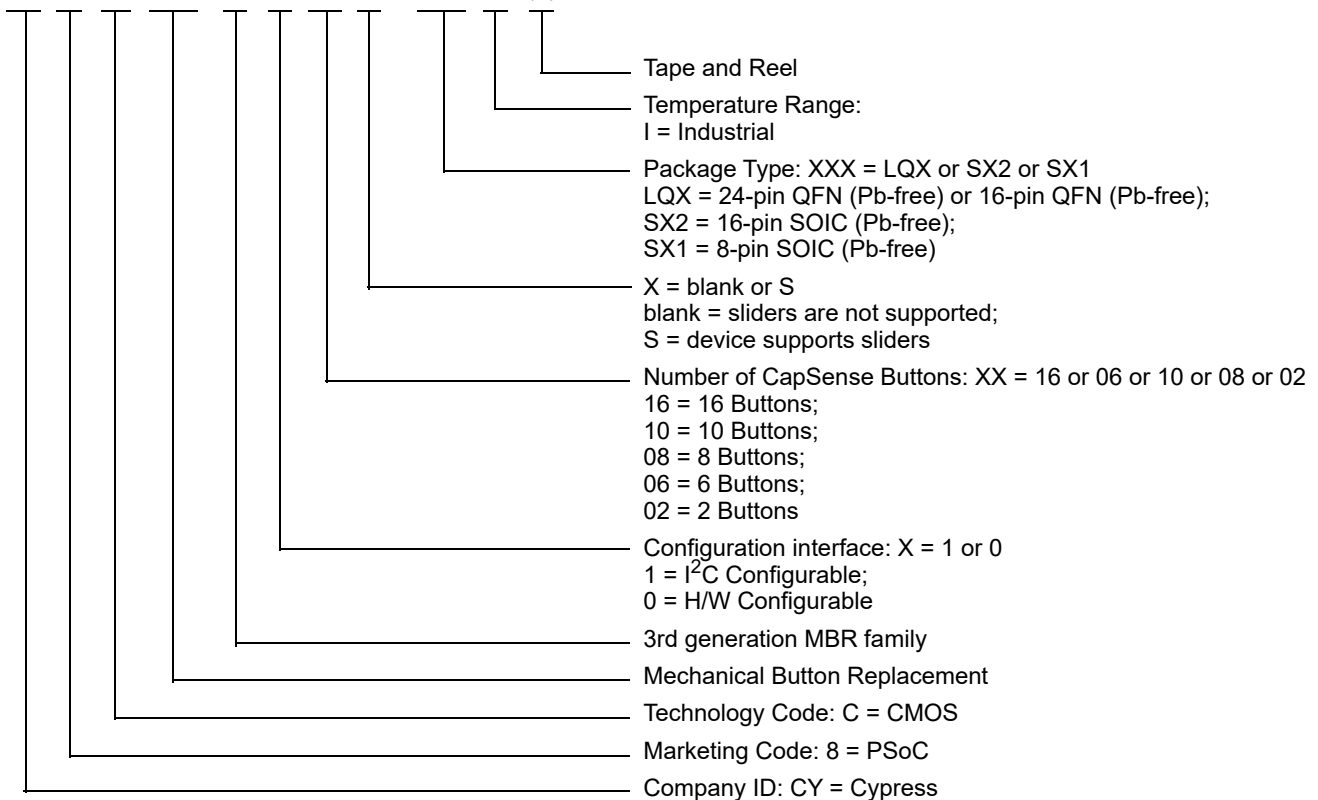 Tape and Reel
Temperature Range:
I = Industrial
Package Type: XXX = LQX or SX2 or SX1
LQX = 24-pin QFN (Pb-free) or 16-pin QFN (Pb-free);
SX2 = 16-pin SOIC (Pb-free);
SX1 = 8-pin SOIC (Pb-free)
X = blank or S
blank = sliders are not supported;
S = device supports sliders
Number of CapSense Buttons: XX = 16 or 06 or 10 or 08 or 02
16 = 16 Buttons;
10 = 10 Buttons;
08 = 8 Buttons;
06 = 6 Buttons;
02 = 2 Buttons
Configuration interface: X = 1 or 0
1 = I²C Configurable;
0 = H/W Configurable
3rd generation MBR family
Mechanical Button Replacement
Technology Code: C = CMOS
Marketing Code: 8 = PSoC
Company ID: CY = Cypress